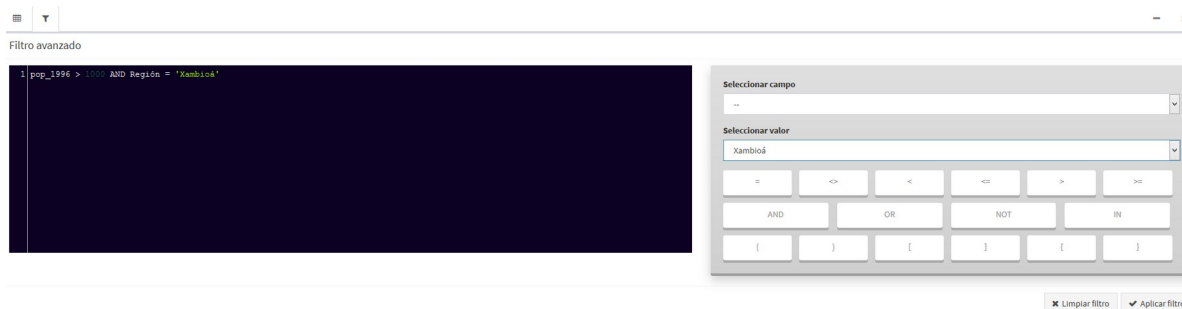 Filtro avanzado
1 pop_1996 > 1000 AND Región = 'Xambioá'
Seleccionar campo
--
Seleccionar valor
Xambioá
= <> < <= > >=
AND OR NOT IN
( ) [ ] { }
Limpiar filtro Aplicar filtro